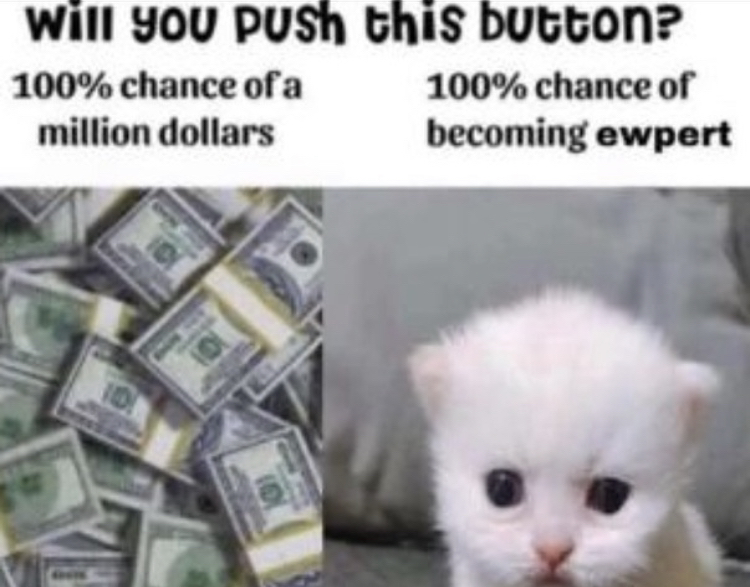 Will you push this button?
100% chance of a
million dollars
100% chance of
becoming ewpert